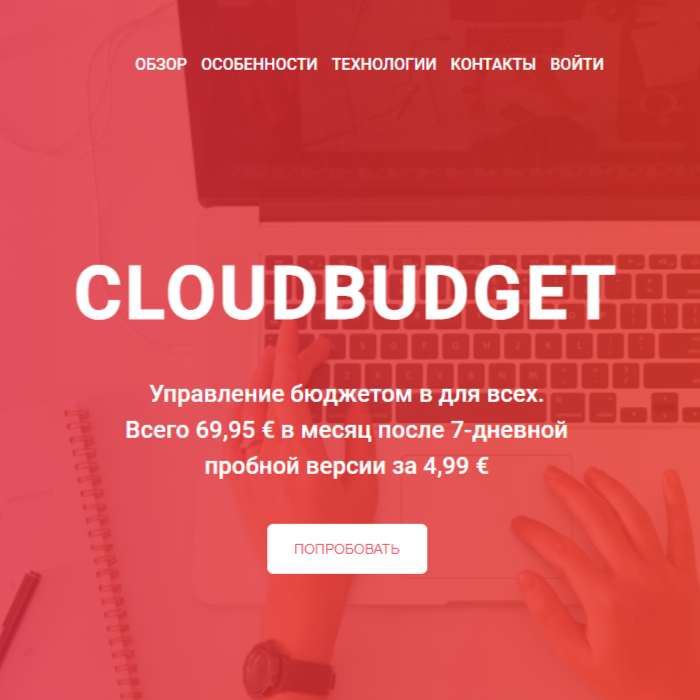 ОБЗОР ОСОБЕННОСТИ ТЕХНОЛОГИИ КОНТАКТЫ ВОЙТИ
CLOUDBUDGET
Управление бюджетом в для всех.
Всего 69,95 € в месяц после 7-дневной
пробной версии за 4,99 €
ПОПРОБОВАТЬ